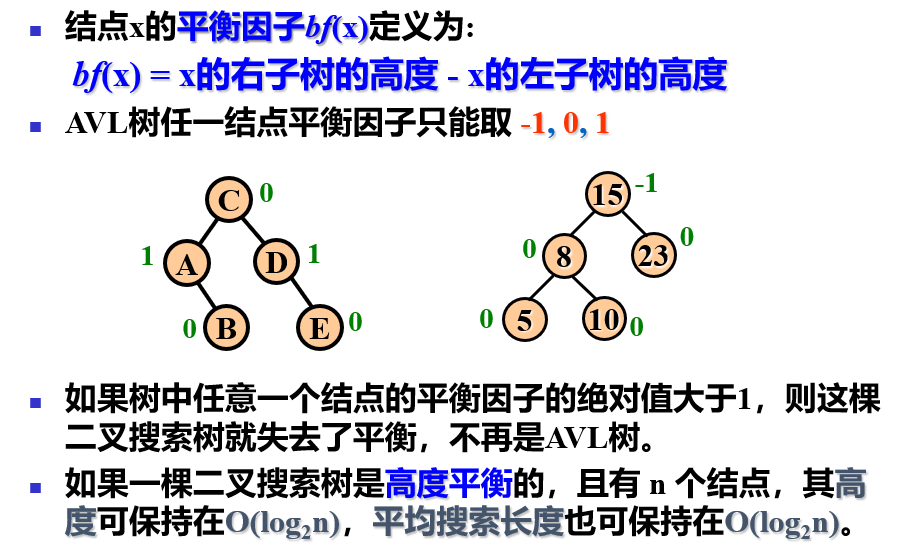 结点x的平衡因子bf(x)定义为:
bf(x) = x的右子树的高度 - x的左子树的高度
AVL树任一结点平衡因子只能取 -1, 0, 1
C 0
1 A D 1
0 B E 0
15 -1
0 8 23 0
0 5 10 0
如果树中任意一个结点的平衡因子的绝对值大于1，则这棵
二叉搜索树就失去了平衡，不再是AVL树。
如果一棵二叉搜索树是高度平衡的，且有 n 个结点，其高
度可保持在O(log₂n)，平均搜索长度也可保持在O(log₂n)。